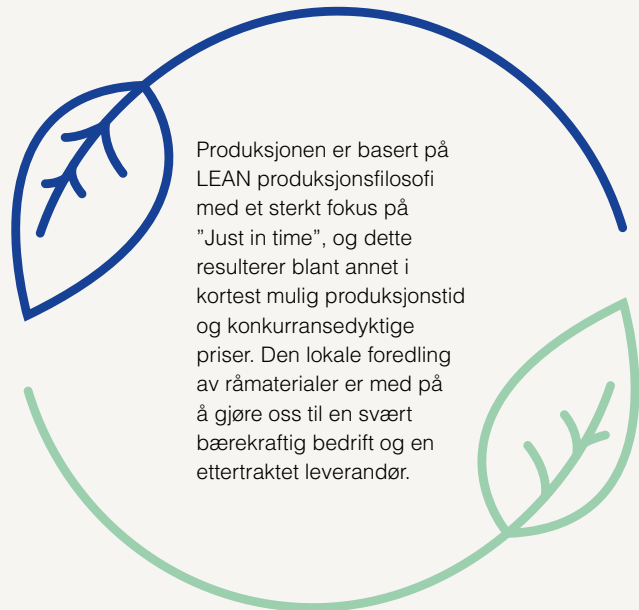 Produksjonen er basert på
LEAN produksjonsfilosofi
med et sterkt fokus på
”Just in time”, og dette
resulterer blant annet i
kortest mulig produksjonstid
og konkurransedyktige
priser. Den lokale foredling
av råmaterialer er med på
å gjøre oss til en svært
bærekraftig bedrift og en
ettertraktet leverandør.